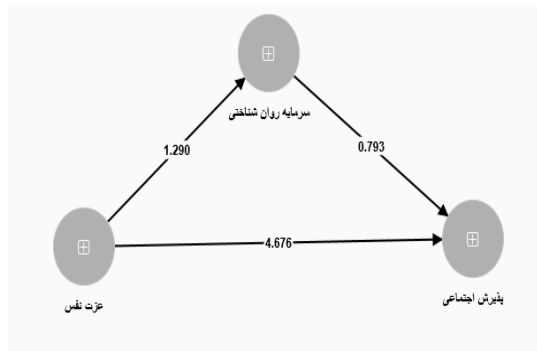 سرمایه روان شناختی
1.290
0.793
4.676
عزت نفس
پذیرش اجتماعی